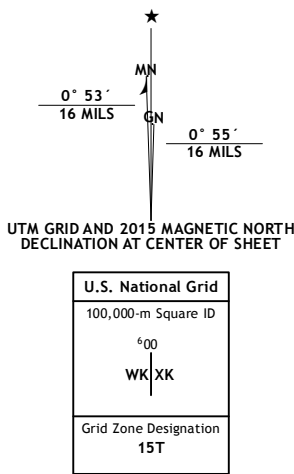 ★
MN
0° 53´
16 MILS
GN
0° 55´
16 MILS
UTM GRID AND 2015 MAGNETIC NORTH
DECLINATION AT CENTER OF SHEET
U.S. National Grid
100,000-m Square ID
⁶00
WK XK
Grid Zone Designation
15T